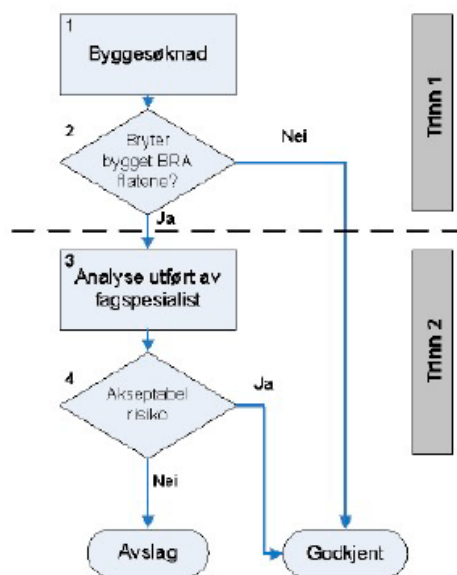 1
Byggesøknad
Trinn 1
2
Bryter
bygget BRA
flatene?
Nei
Ja
3
Analyse utført av
fagspesialist
Trinn 2
4
Akseptabel
risiko
Ja
Nei
Avslag
Godkjent